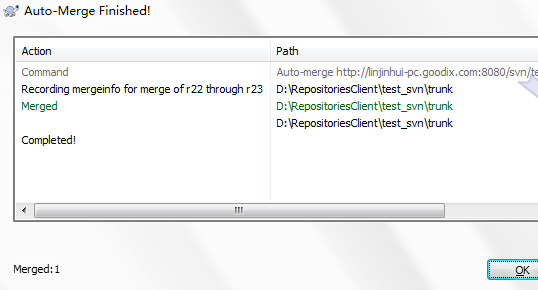 Auto-Merge Finished!
Action Path
Command Auto-merge http://linjinhui-pc.goodix.com:8080/svn/te
Recording mergeinfo for merge of r22 through r23 D:\RepositoriesClient\test_svn\trunk
Merged D:\RepositoriesClient\test_svn\trunk
D:\RepositoriesClient\test_svn\trunk
Completed!
Merged:1 OK